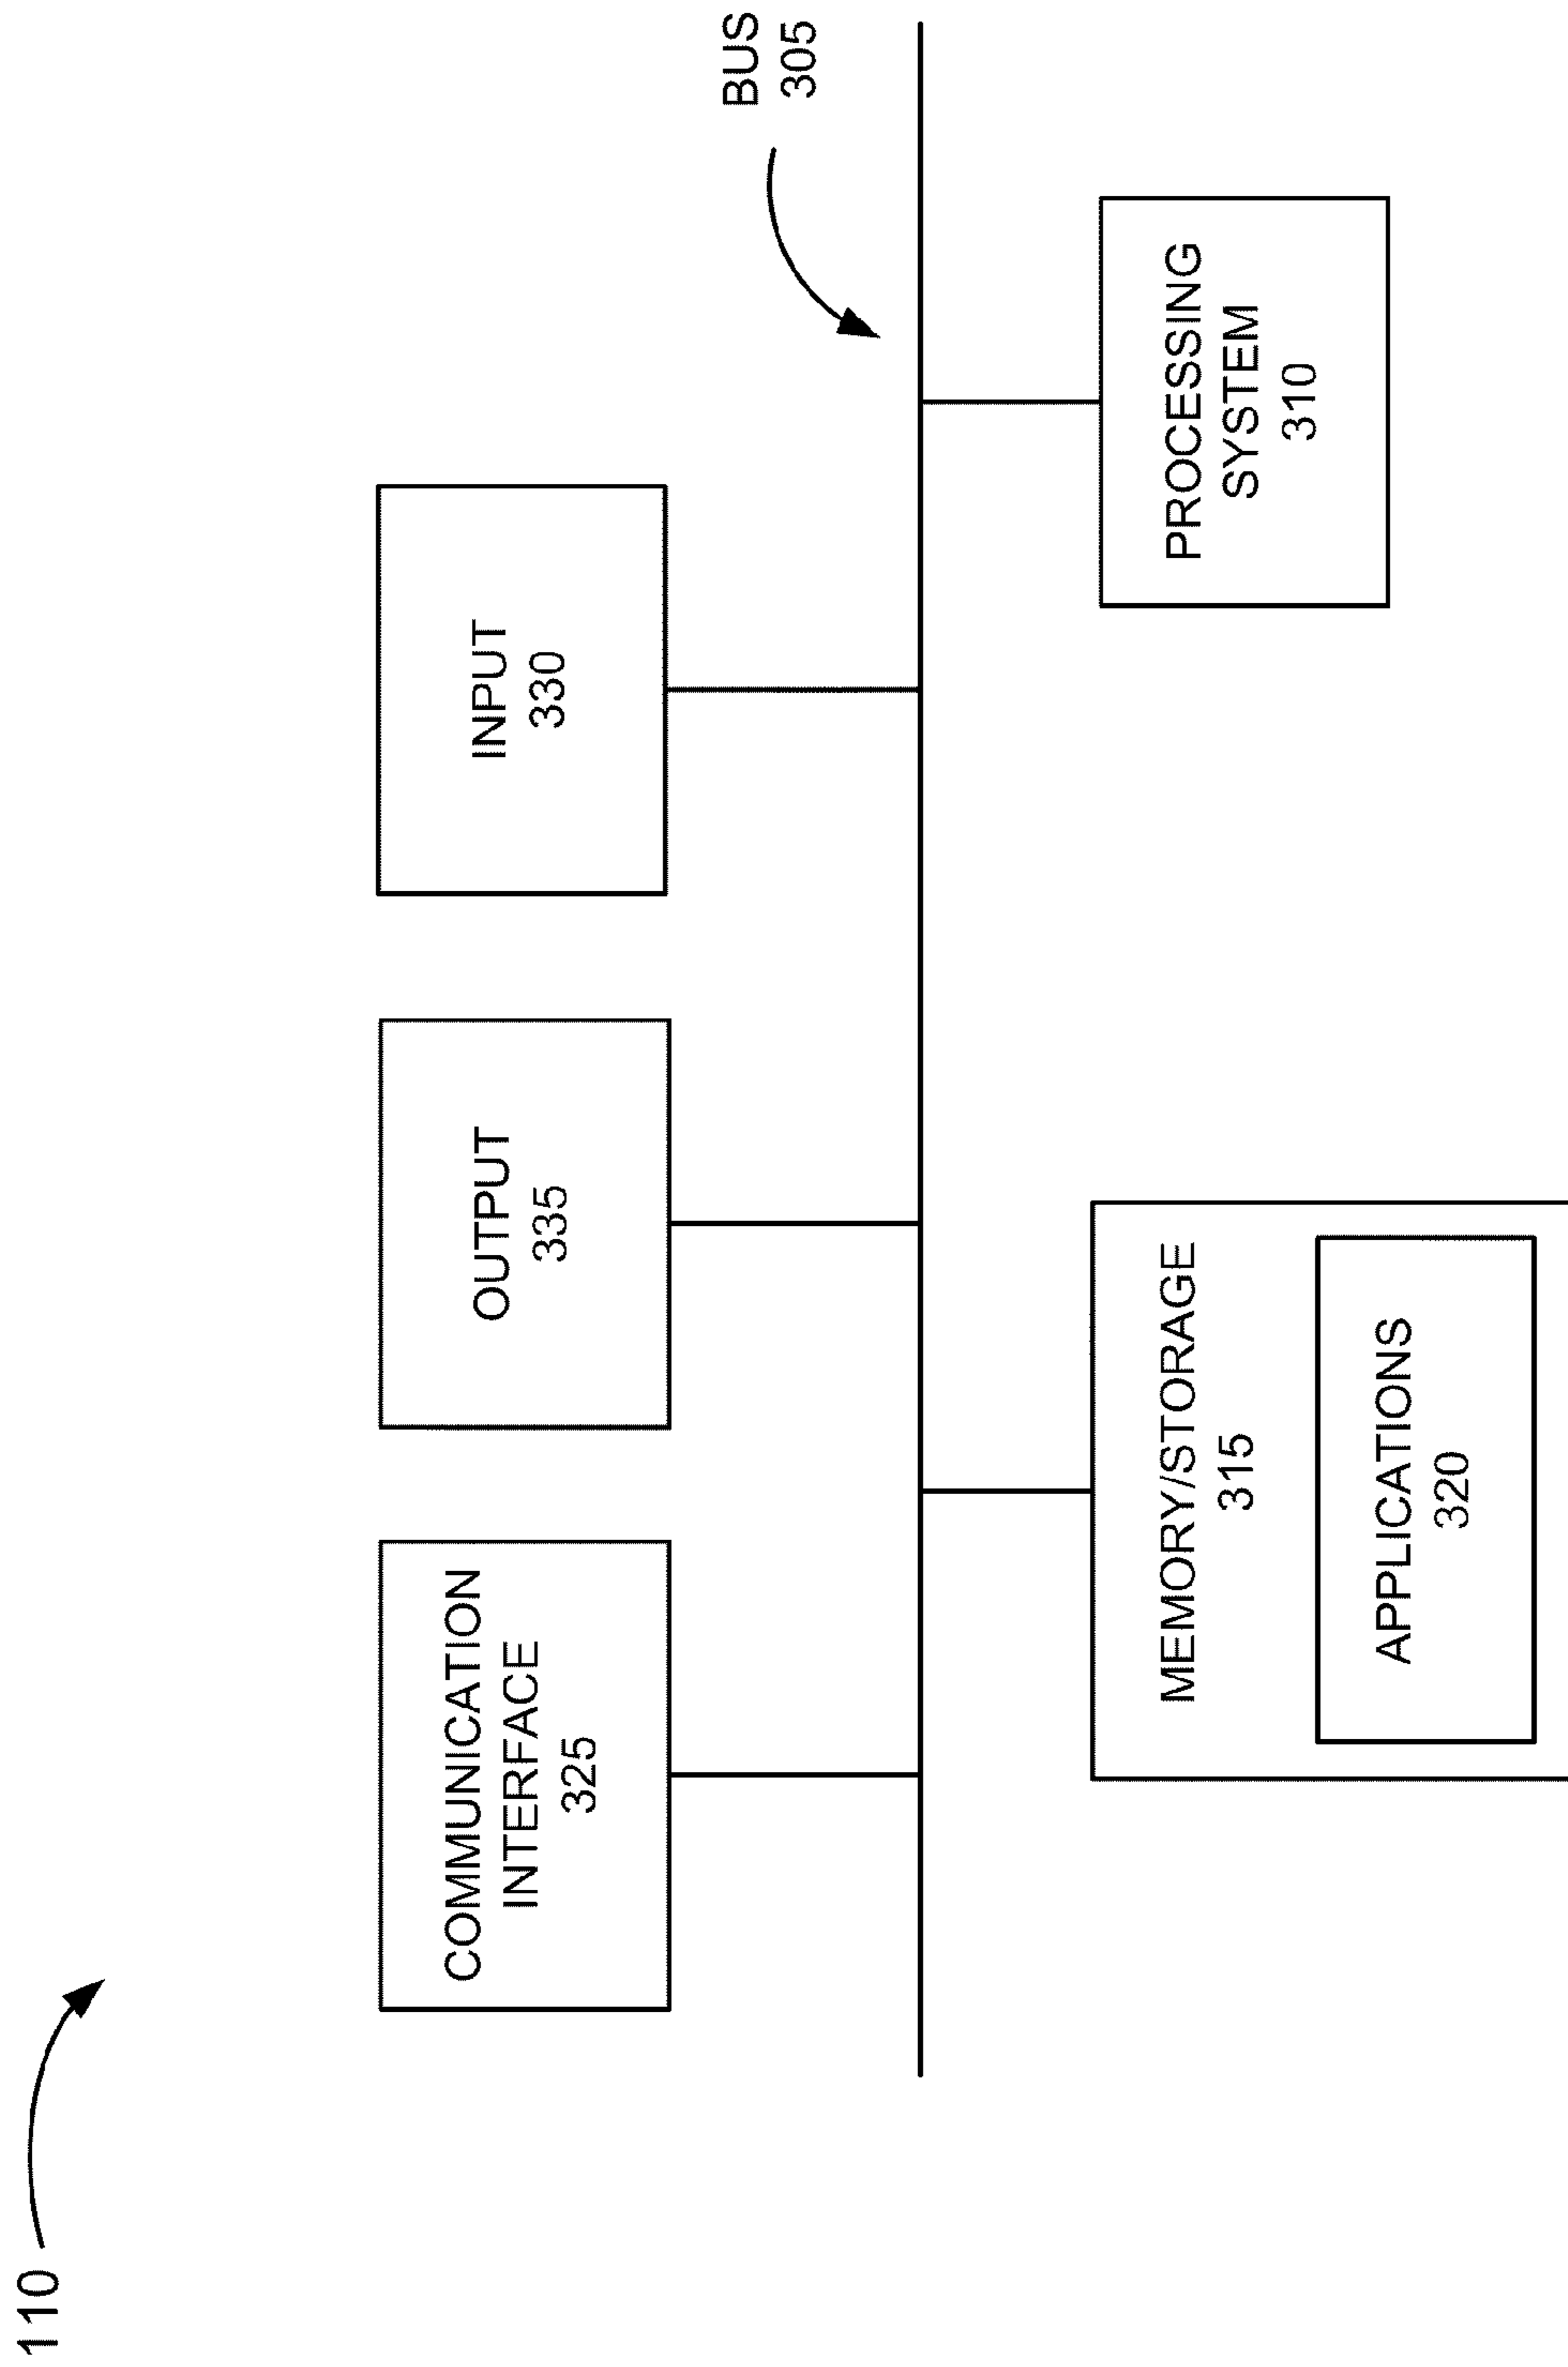 110
COMMUNICATION
INTERFACE
325
OUTPUT
335
INPUT
330
BUS
305
MEMORY/STORAGE
315
APPLICATIONS
320
PROCESSING
SYSTEM
310